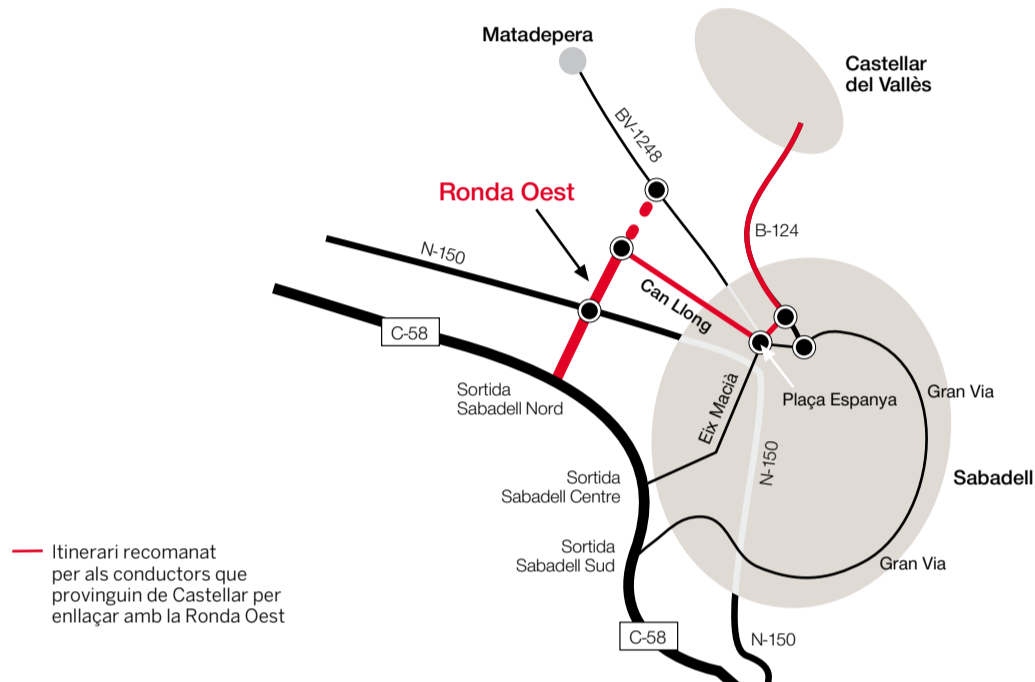 Matadepera
Castellar
del Vallès
BV-1248
Ronda Oest
B-124
N-150
Can Llong
C-58
Sortida
Sabadell Nord
Eix Macià
Plaça Espanya
Gran Via
N-150
Sortida
Sabadell Centre
Sabadell
Sortida
Sabadell Sud
Gran Via
Itinerari recomanat
per als conductors que
provinguin de Castellar per
enllaçar amb la Ronda Oest
C-58
N-150